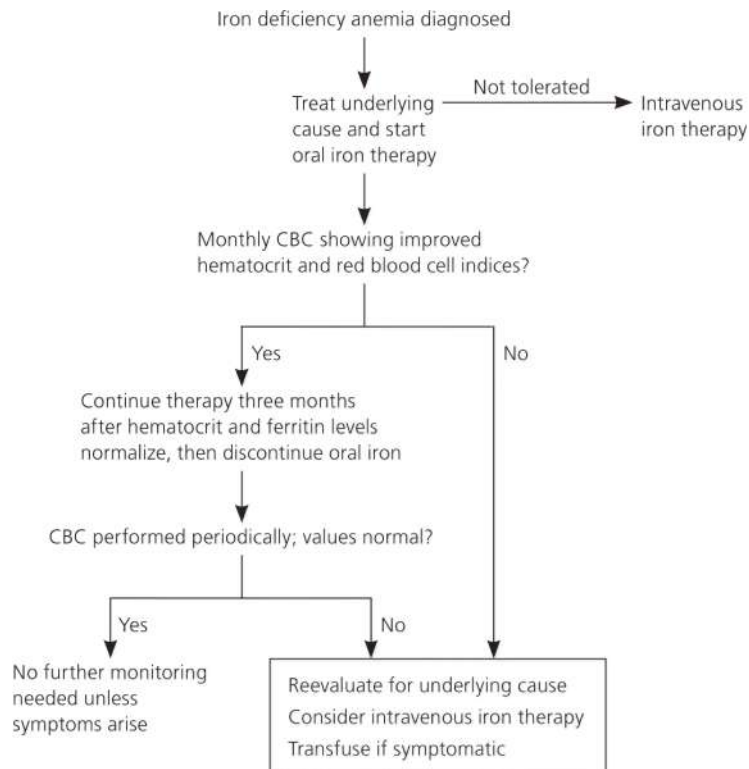 Iron deficiency anemia diagnosed
Not tolerated
Treat underlying
cause and start
oral iron therapy
Intravenous
iron therapy
Monthly CBC showing improved
hematocrit and red blood cell indices?
Yes
No
Continue therapy three months
after hematocrit and ferritin levels
normalize, then discontinue oral iron
CBC performed periodically; values normal?
Yes
No
No further monitoring
needed unless
symptoms arise
Reevaluate for underlying cause
Consider intravenous iron therapy
Transfuse if symptomatic